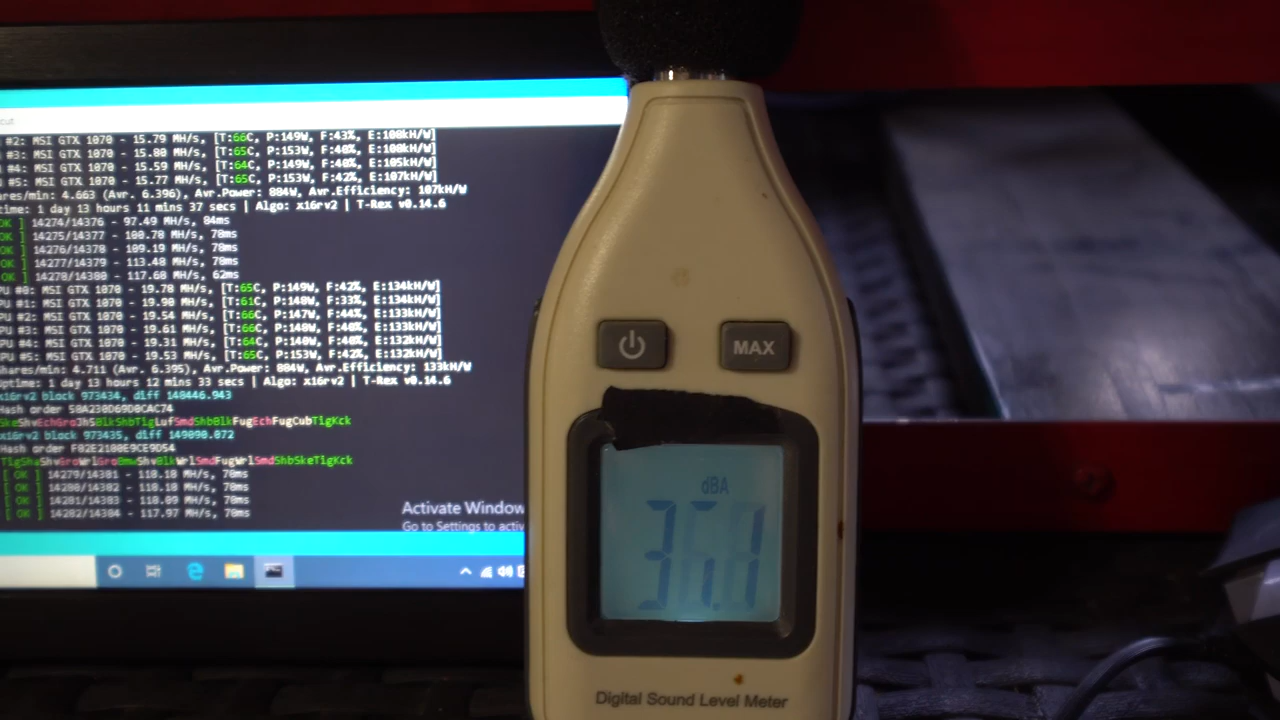 cut
#2: MSI GTX 1070 - 15.79 MH/s, [T:66C, P:149W, F:43%, E:108kH/W]
#3: MSI GTX 1070 - 15.80 MH/s, [T:65C, P:153W, F:40%, E:108kH/W]
#4: MSI GTX 1070 - 15.59 MH/s, [T:64C, P:149W, F:40%, E:105kH/W]
#5: MSI GTX 1070 - 15.77 MH/s, [T:65C, P:153W, F:42%, E:107kH/W]
ares/min: 4.663 (Avr. 6.396), Avr.Power: 884W, Avr.Efficiency: 107kH/W
time: 1 day 13 hours 11 mins 37 secs | Algo: x16rv2 | T-Rex v0.14.6
OK ] 14274/14376 - 97.49 MH/s, 84ms
OK ] 14275/14377 - 100.78 MH/s, 78ms
OK ] 14276/14378 - 109.19 MH/s, 78ms
OK ] 14277/14379 - 113.48 MH/s, 78ms
OK ] 14278/14380 - 117.68 MH/s, 62ms
PU #0: MSI GTX 1070 - 19.78 MH/s, [T:65C, P:149W, F:42%, E:134kH/W]
PU #1: MSI GTX 1070 - 19.90 MH/s, [T:61C, P:148W, F:33%, E:134kH/W]
PU #2: MSI GTX 1070 - 19.54 MH/s, [T:66C, P:147W, F:44%, E:133kH/W]
PU #3: MSI GTX 1070 - 19.61 MH/s, [T:66C, P:148W, F:40%, E:133kH/W]
PU #4: MSI GTX 1070 - 19.31 MH/s, [T:64C, P:140W, F:40%, E:132kH/W]
PU #5: MSI GTX 1070 - 19.53 MH/s, [T:65C, P:153W, F:42%, E:132kH/W]
Shares/min: 4.711 (Avr. 6.395), Avr.Power: 884W, Avr.Efficiency: 133kH/W
Uptime: 1 day 13 hours 12 mins 33 secs | Algo: x16rv2 | T-Rex v0.14.6
x16rv2 block 973434, diff 148446.943
Hash order
SkeShvEchGroJhSBlkShbTigLufSmdShbBlkFugEchFugCubTigKck
x16rv2 block 973435, diff 149090.872
Hash order
TigShaShvGroWrlGroBmwShvBlkWrlSmdFugWrlSmdShbSkeTigKck
[ OK ] 14279/14381 - 118.18 MH/s, 78ms
[ OK ] 14280/14382 - 118.18 MH/s, 78ms
[ OK ] 14281/14383 - 118.09 MH/s, 78ms
[ OK ] 14282/14384 - 117.97 MH/s, 78ms
Activate Window
Go to Settings to activ
MAX
dBA
37.1
Digital Sound Level Meter